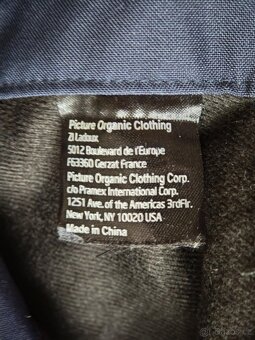 Picture Organic Clothing
ZI Ladoux
5012 Boulevard de l'Europe
F63360 Gerzat France
Picture Organic Clothing Corp.
c/o Pramex International Corp.
1251 Ave. of the Americas 3rdFlr.
New York, NY 10020 USA
Made in China